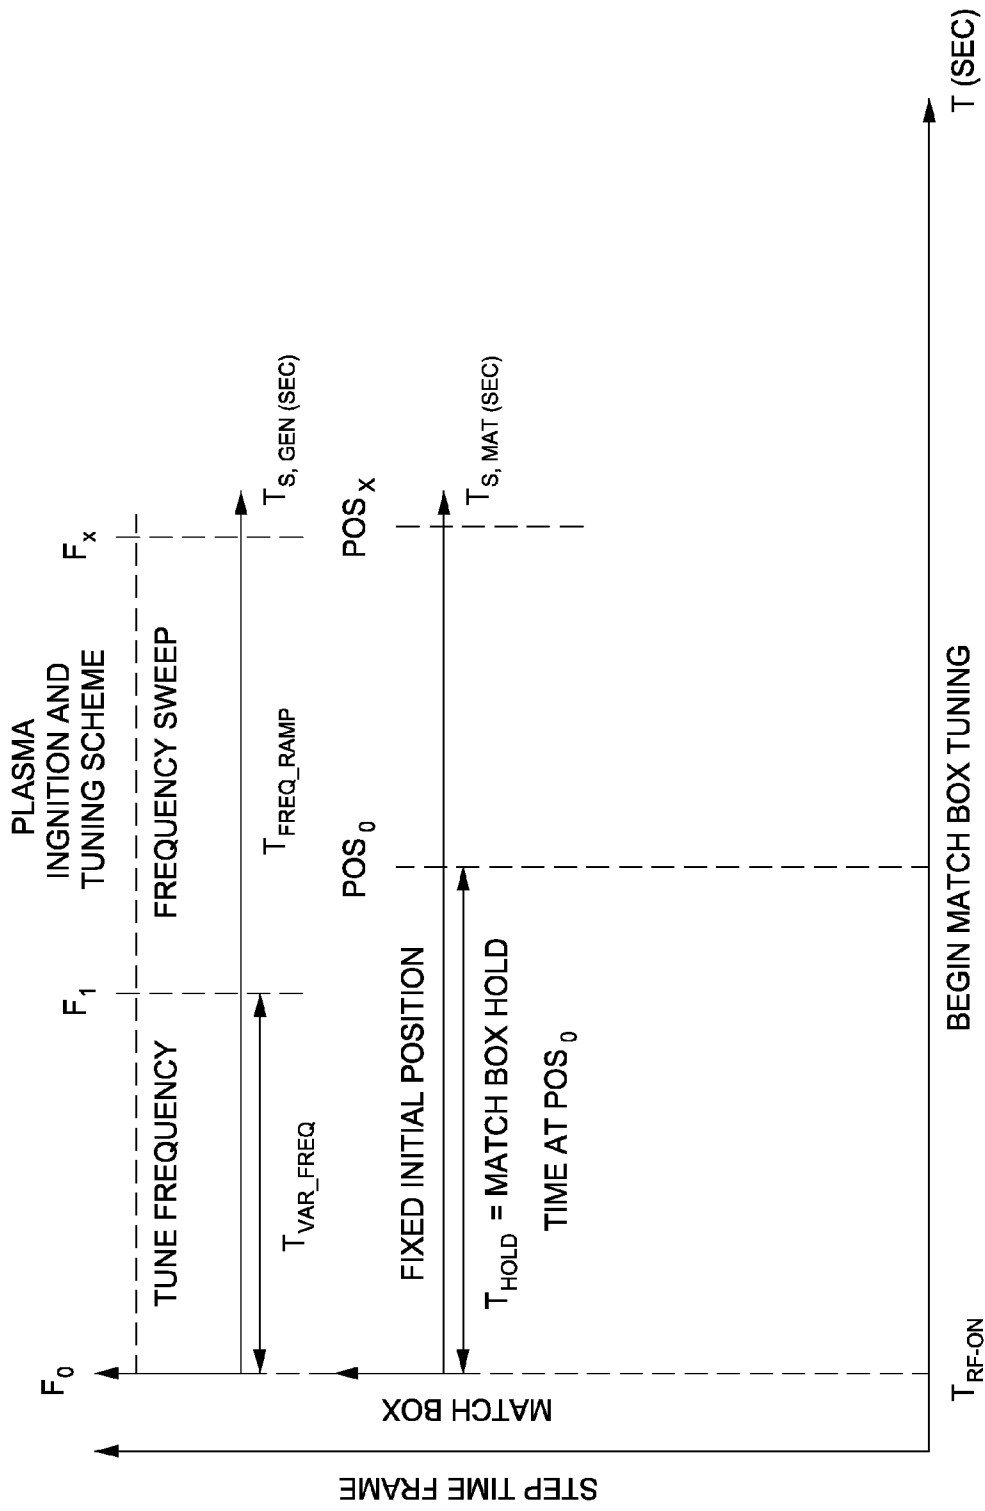 PLASMA
INGNITION AND
TUNING SCHEME
F0
F1
Fx
TUNE FREQUENCY
FREQUENCY SWEEP
TVAR_FREQ
TFREQ_RAMP
TS, GEN (SEC)
MATCH BOX
POS0
POSX
FIXED INITIAL POSITION
TS, MAT (SEC)
THOLD = MATCH BOX HOLD
TIME AT POS0
STEP TIME FRAME
TRF-ON
BEGIN MATCH BOX TUNING
T (SEC)